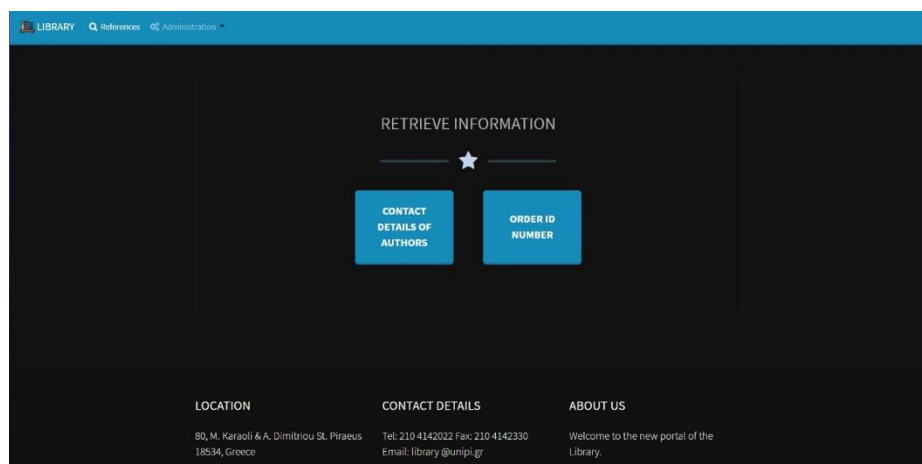 LIBRARY References Administration
RETRIEVE INFORMATION
CONTACT
DETAILS OF
AUTHORS
ORDER ID
NUMBER
LOCATION
80, M. Karaoli & A. Dimitriou St. Piraeus
18534, Greece
CONTACT DETAILS
Tel: 210 4142022 Fax: 210 4142330
Email: library @unipi.gr
ABOUT US
Welcome to the new portal of the
Library.